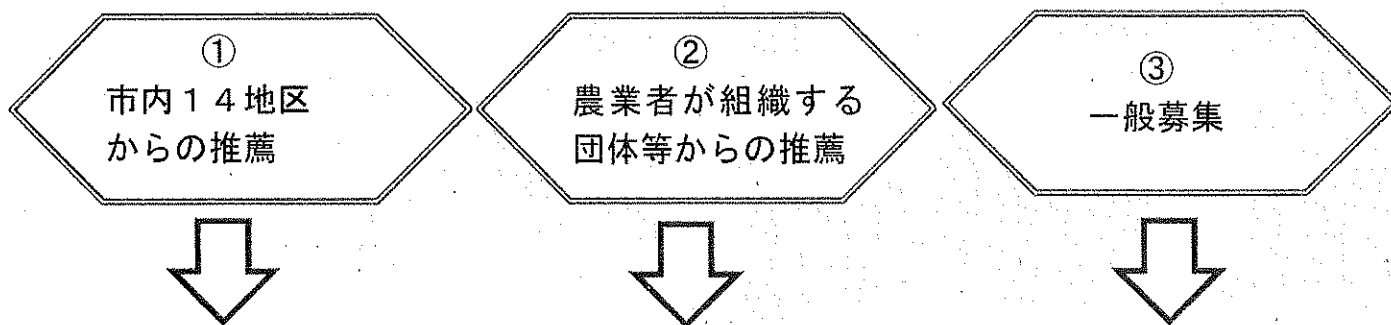 ①
市内１４地区
からの推薦
②
農業者が組織する
団体等からの推薦
③
一般募集